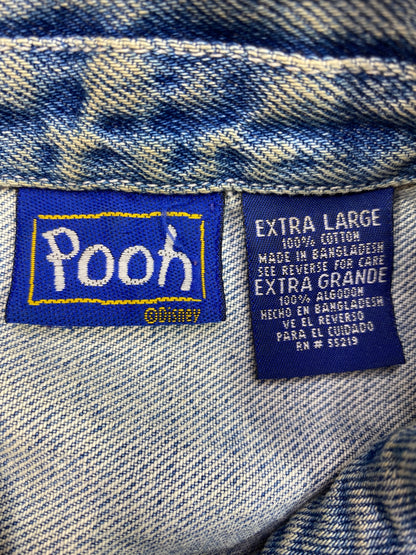 Pooh
©Disney
EXTRA LARGE
100% COTTON
MADE IN BANGLADESH
SEE REVERSE FOR CARE
EXTRA GRANDE
100% ALGODON
HECHO EN BANGLADESH
VE EL REVERSO
PARA EL CUIDADO
RN # 55219